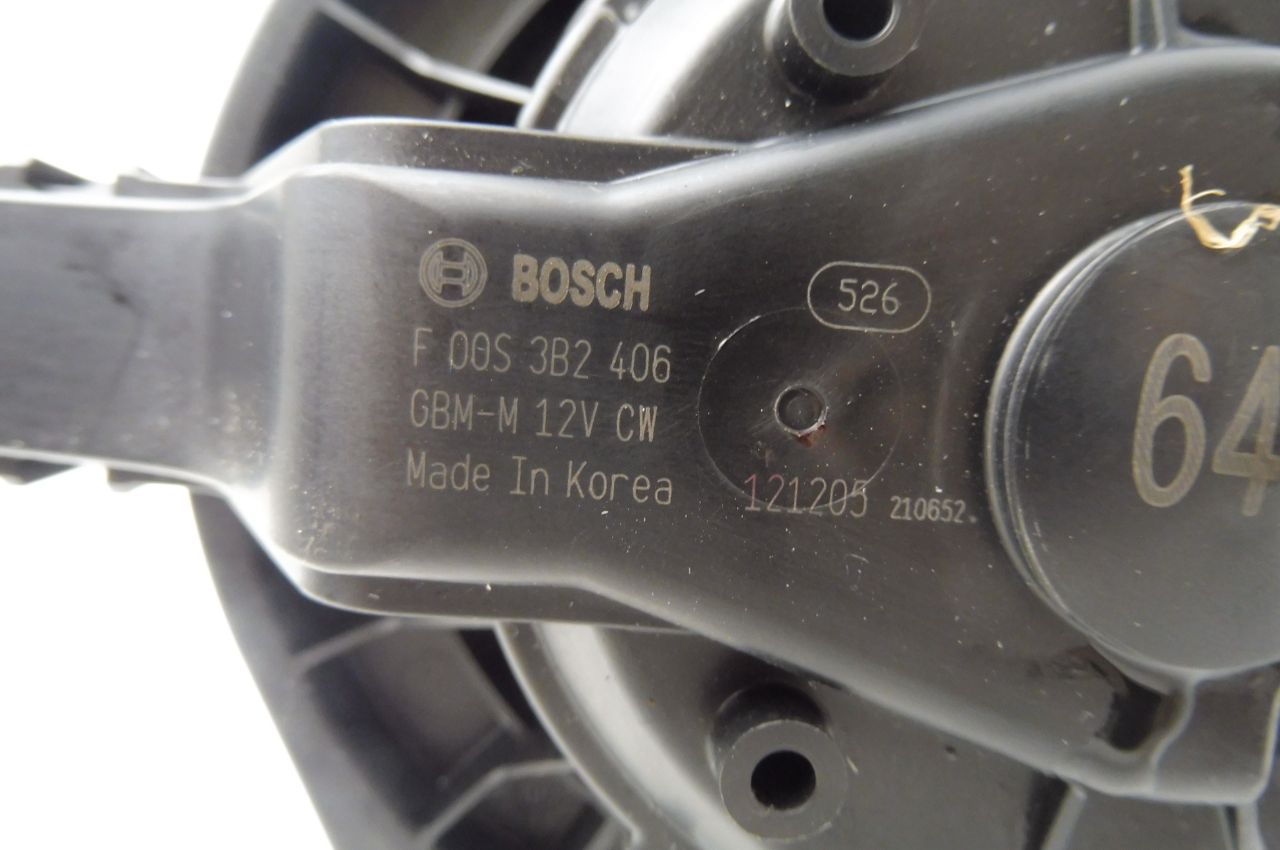 BOSCH
526
F 00S 3B2 406
GBM-M 12V CW
Made In Korea
121205 210652
64